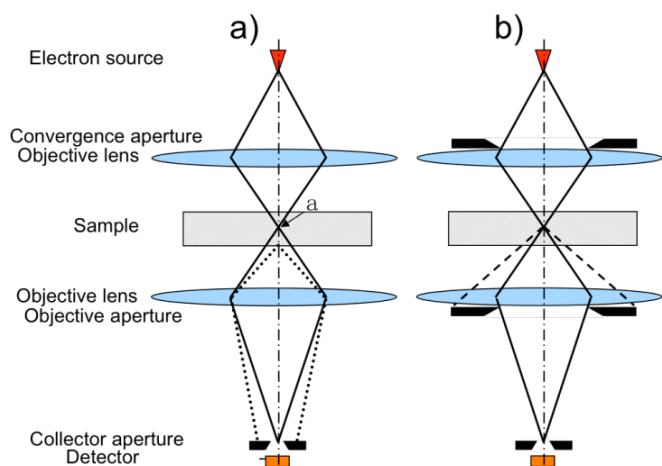 a) b)
Electron source
Convergence aperture
Objective lens
Sample
a
Objective lens
Objective aperture
Collector aperture
Detector